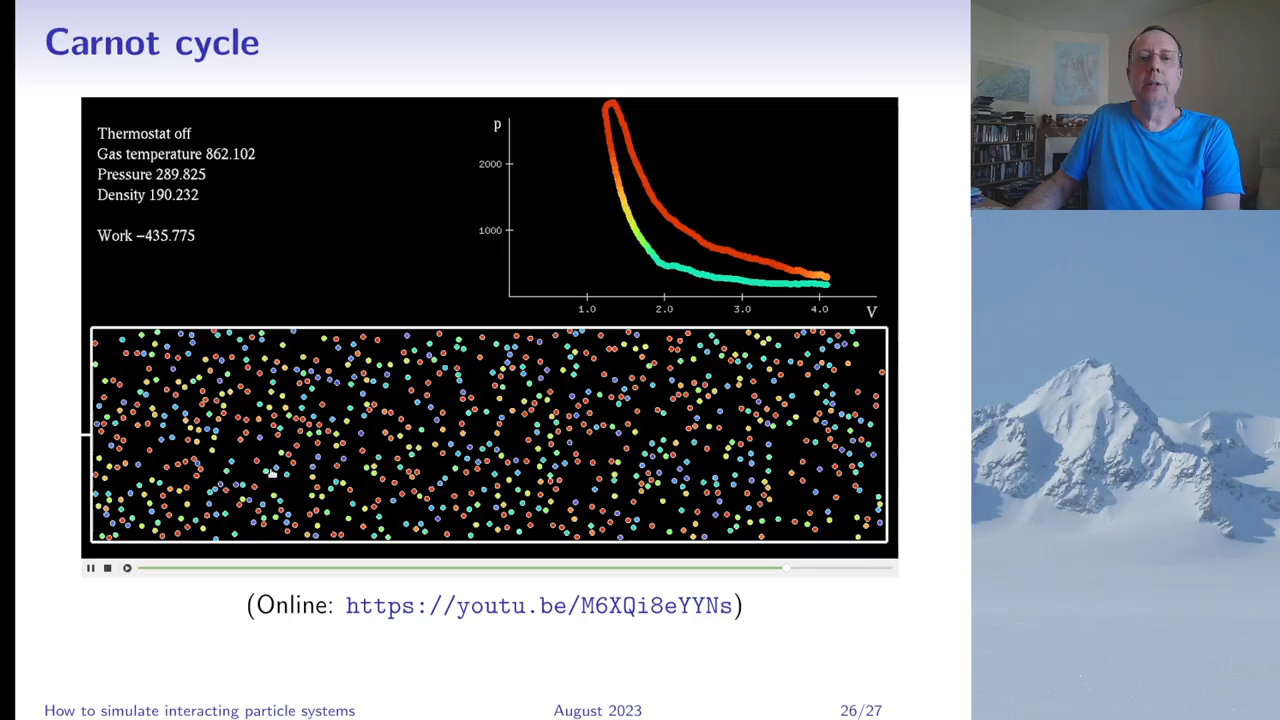 Carnot cycle
Thermostat off
Gas temperature 862.102
Pressure 289.825
Density 190.232
Work −435.775
p
2000
1000
1.0 2.0 3.0 4.0 V
(Online: https://youtu.be/M6XQi8eYYNs)
How to simulate interacting particle systems August 2023 26/27